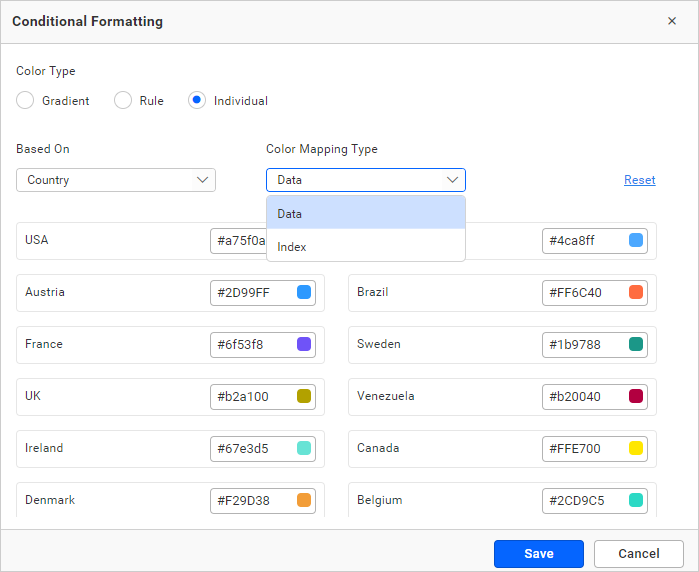 Conditional Formatting ×
Color Type
Gradient Rule Individual
Based On Color Mapping Type
Country Data Reset
Data
USA #a75f0a #4ca8ff
Index
Austria #2D99FF Brazil #FF6C40
France #6f53f8 Sweden #1b9788
UK #b2a100 Venezuela #b20040
Ireland #67e3d5 Canada #FFE700
Denmark #F29D38 Belgium #2CD9C5
Save Cancel